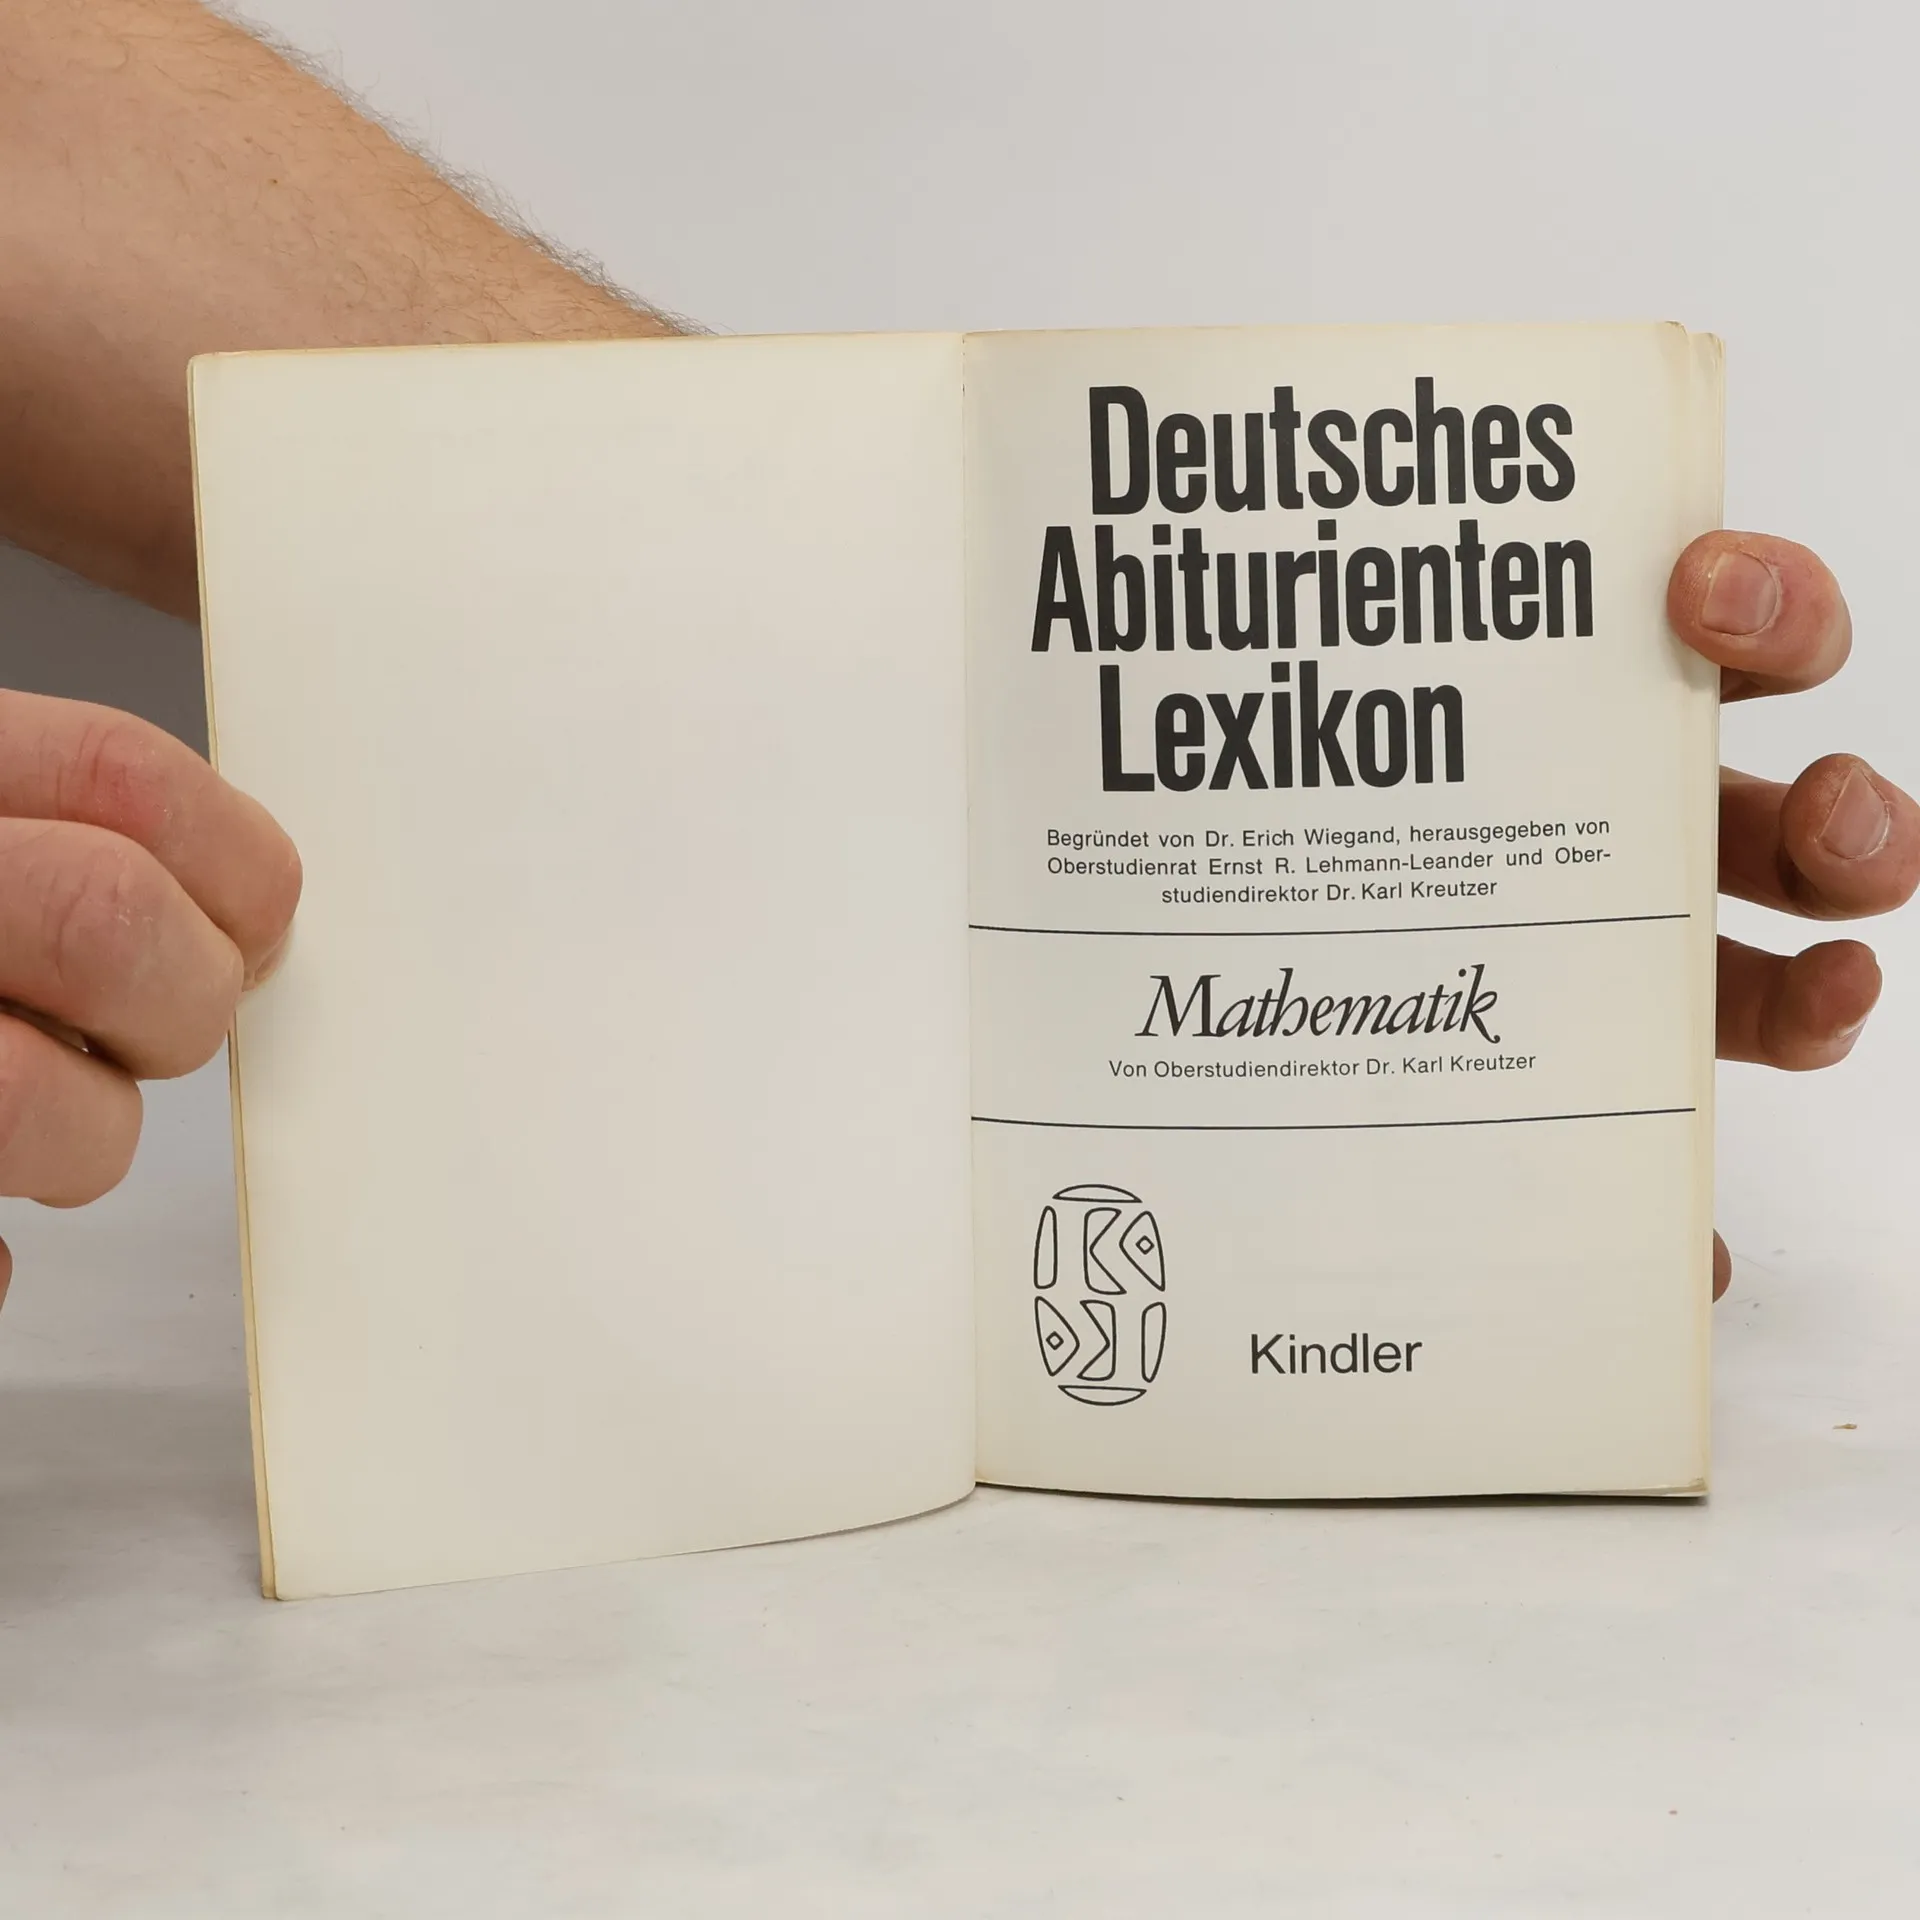 Deutsches
Abiturienten
Lexikon
Begründet von Dr. Erich Wiegand, herausgegeben von
Oberstudienrat Ernst R. Lehmann-Leander und Ober-
studiendirektor Dr. Karl Kreutzer
Mathematik
Von Oberstudiendirektor Dr. Karl Kreutzer
Kindler